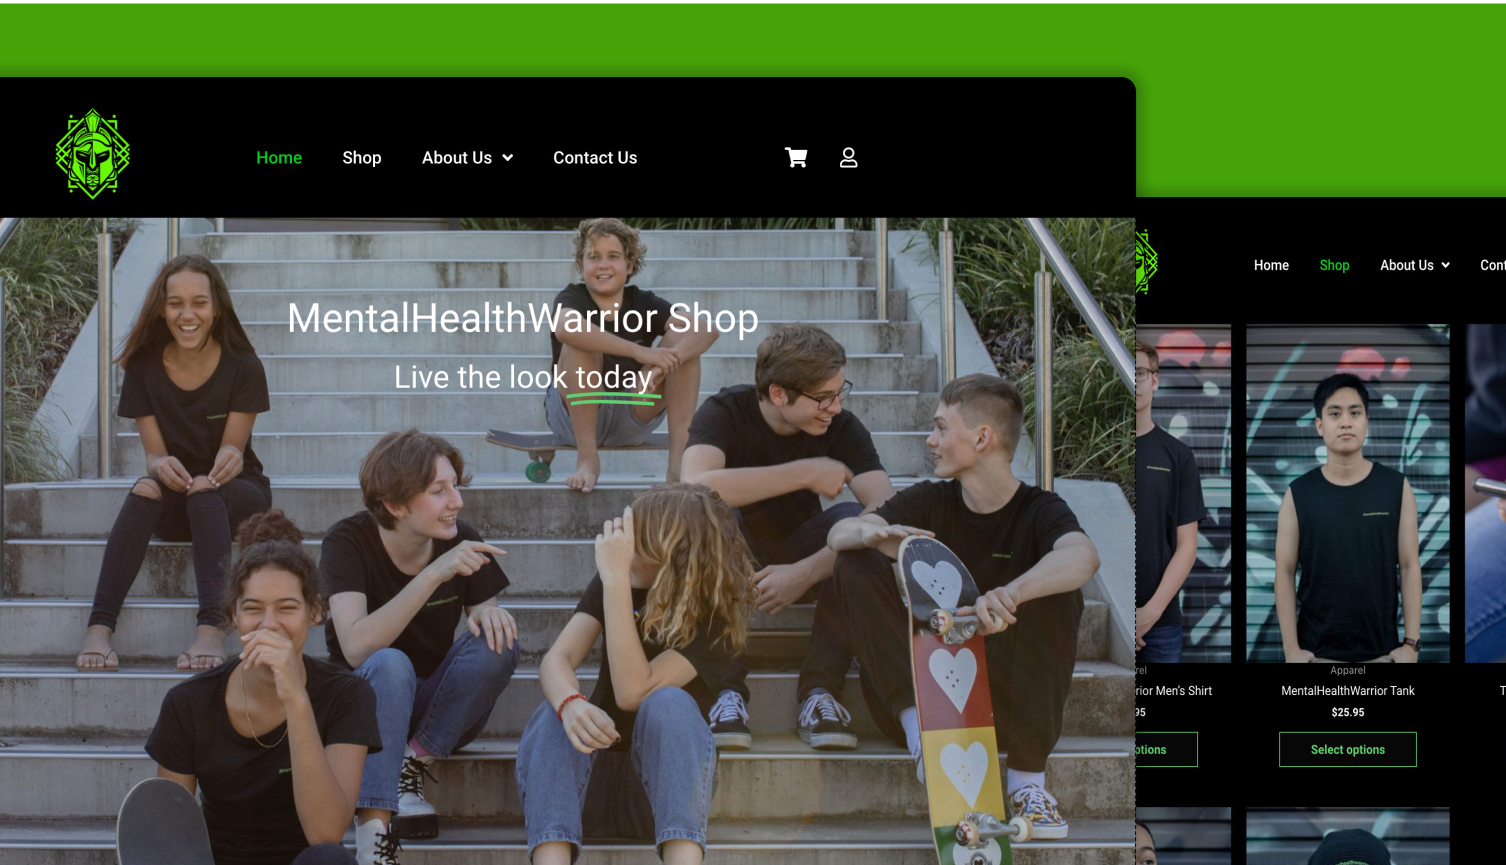 Home Shop About Us Contact Us
MentalHealthWarrior Shop
Live the look today
Home Shop About Us Cont
rel
rior Men's Shirt
95
ptions
Apparel
MentalHealthWarrior Tank
$25.95
Select options
T